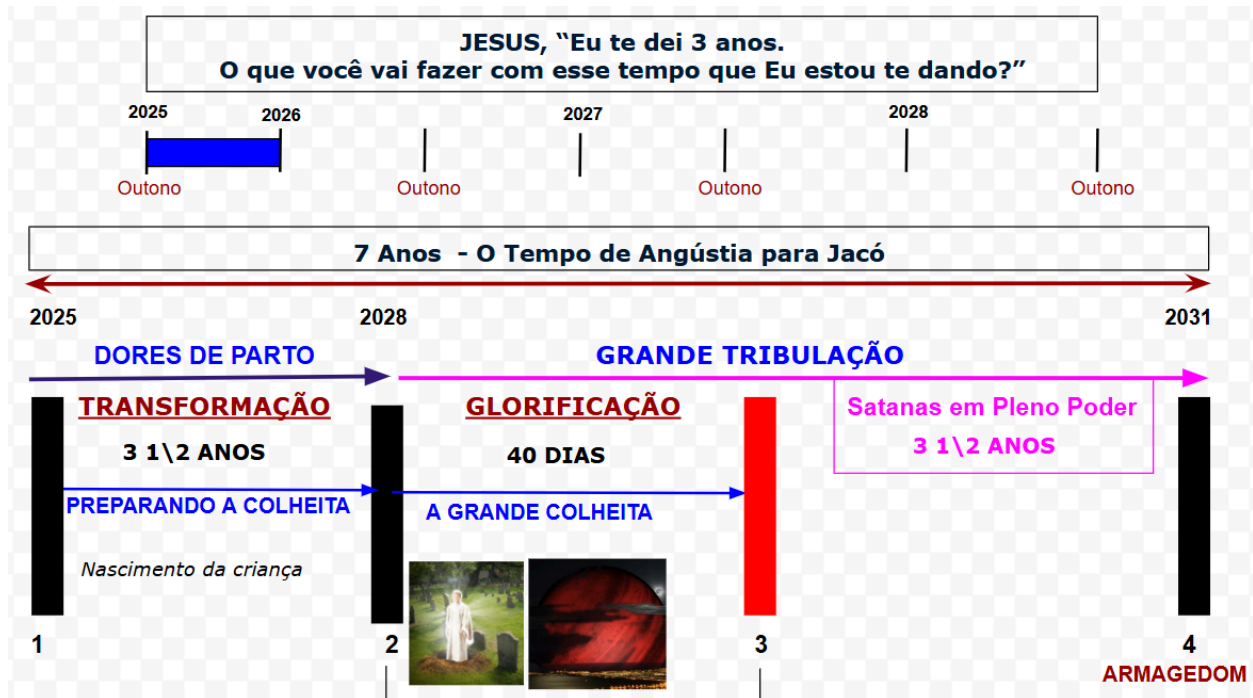 JESUS, “Eu te dei 3 anos.
O que você vai fazer com esse tempo que Eu estou te dando?”
2025 2026 2027 2028
Outono Outono Outono Outono
7 Anos - O Tempo de Angústia para Jacó
2025 2028 2031
DORES DE PARTO GRANDE TRIBULAÇÃO
TRANSFORMAÇÃO GLORIFICAÇÃO Satanas em Pleno Poder
3 1\2 ANOS 40 DIAS 3 1\2 ANOS
PREPARANDO A COLHEITA A GRANDE COLHEITA
Nascimento da criança
1 2 3 4
ARMAGEDOM